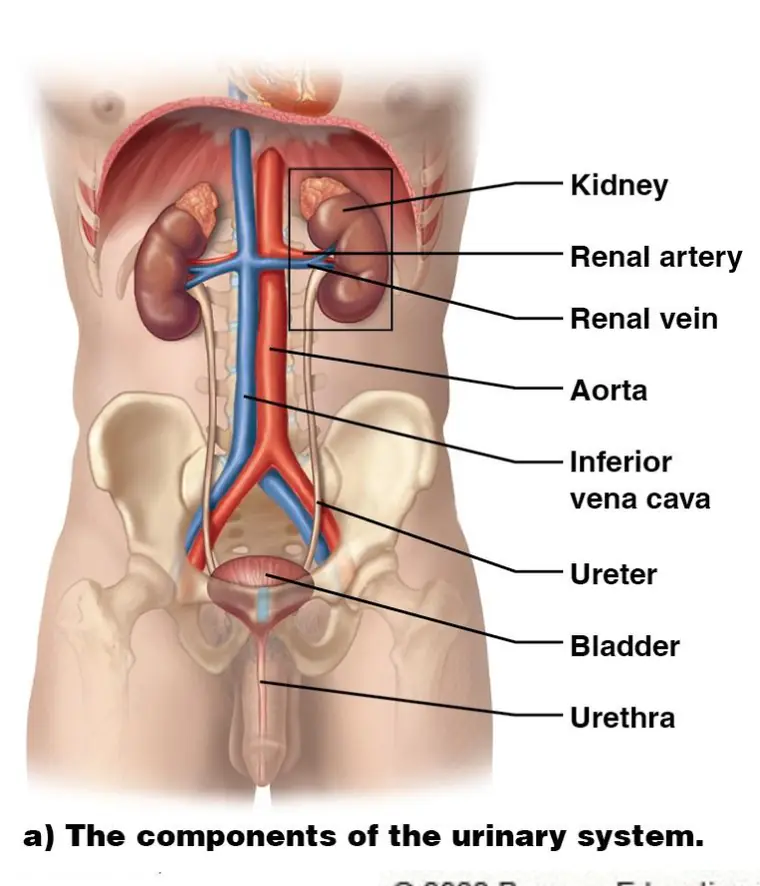 Kidney
Renal artery
Renal vein
Aorta
Inferior
vena cava
Ureter
Bladder
Urethra
a) The components of the urinary system.